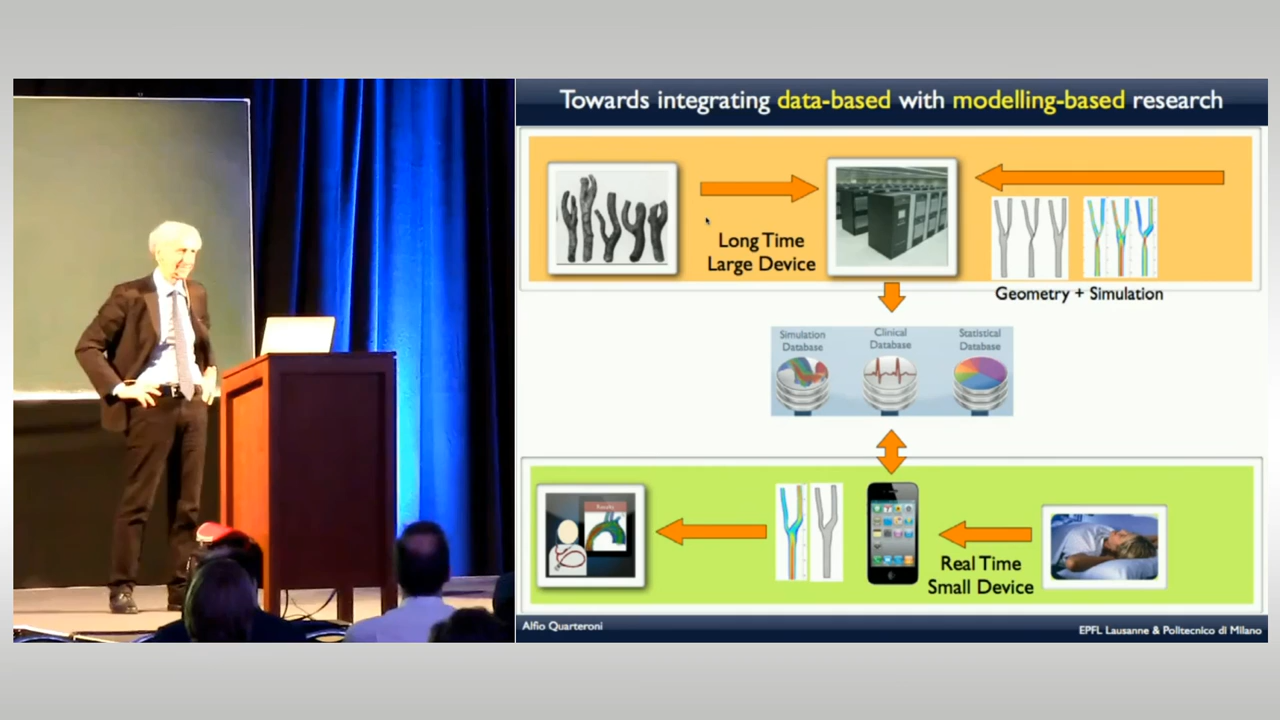 Towards integrating data-based with modelling-based research
Long Time
Large Device
Geometry + Simulation
Simulation
Database
Clinical
Database
Statistical
Database
Real Time
Small Device
Alfio Quarteroni
EPFL Lausanne & Politecnico di Milano